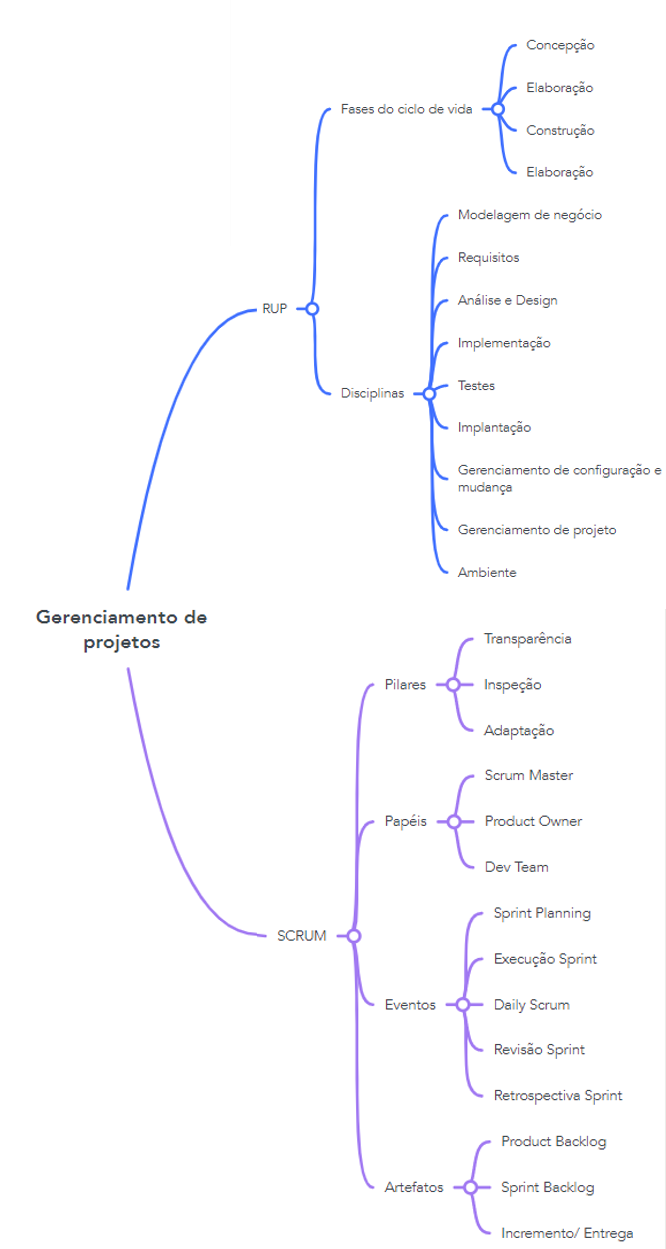 Concepção
Elaboração
Fases do ciclo de vida
Construção
Elaboração
Modelagem de negócio
Requisitos
Análise e Design
RUP
Implementação
Testes
Disciplinas
Implantação
Gerenciamento de configuração e
mudança
Gerenciamento de projeto
Ambiente
Gerenciamento de
projetos
Transparência
Pilares
Inspeção
Adaptação
Scrum Master
Papéis
Product Owner
Dev Team
Sprint Planning
SCRUM
Execução Sprint
Eventos
Daily Scrum
Revisão Sprint
Retrospectiva Sprint
Product Backlog
Artefatos
Sprint Backlog
Incremento/ Entrega